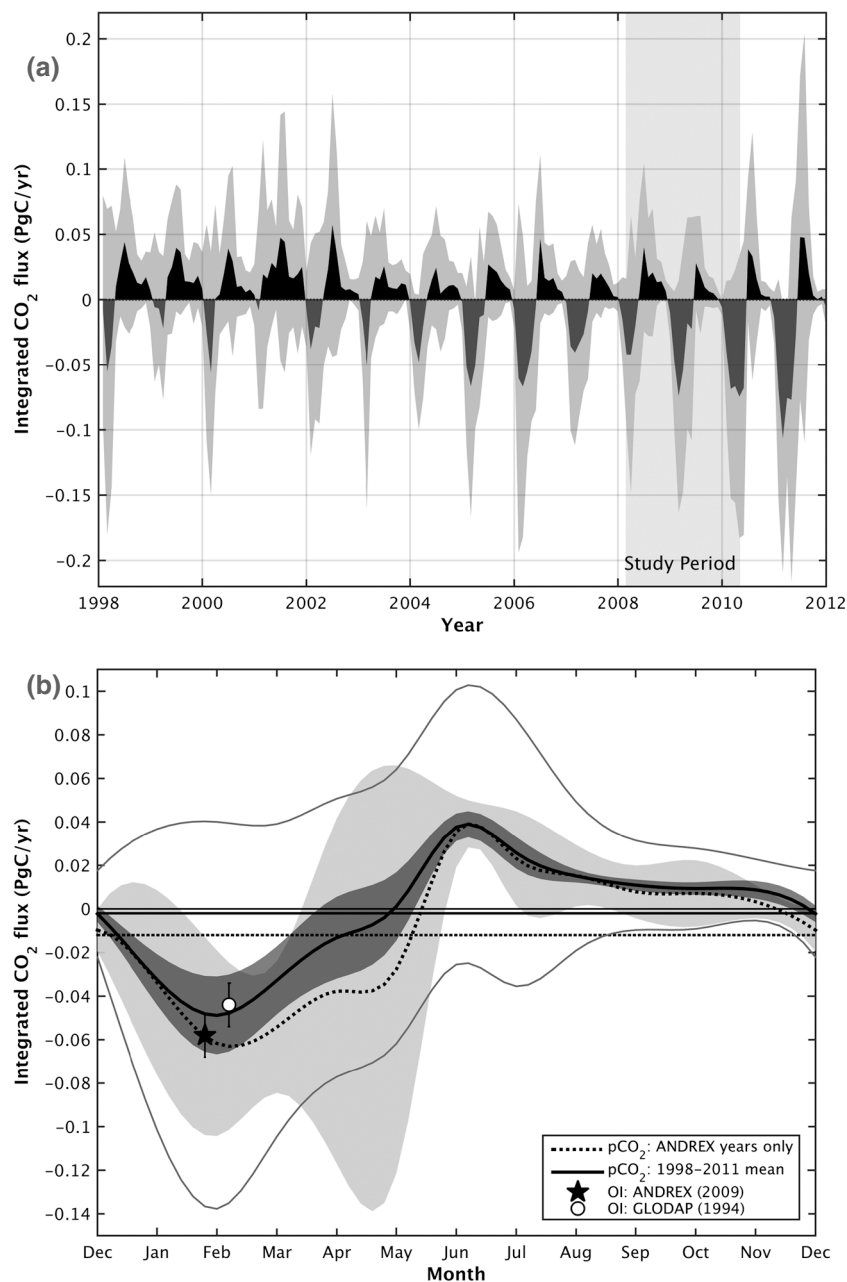 (a)
0.2
0.15
0.1
0.05
0
-0.05
-0.1
-0.15
-0.2
Integrated CO2 flux (PgC/yr)
Study Period
1998 2000 2002 2004 2006 2008 2010 2012
Year
(b)
0.1
0.08
0.06
0.04
0.02
0
-0.02
-0.04
-0.06
-0.08
-0.1
-0.12
-0.14
Integrated CO2 flux (PgC/yr)
pCO2: ANDREX years only
pCO2: 1998-2011 mean
OI: ANDREX (2009)
OI: GLODAP (1994)
Dec Jan Feb Mar Apr May Jun Jul Aug Sep Oct Nov Dec
Month